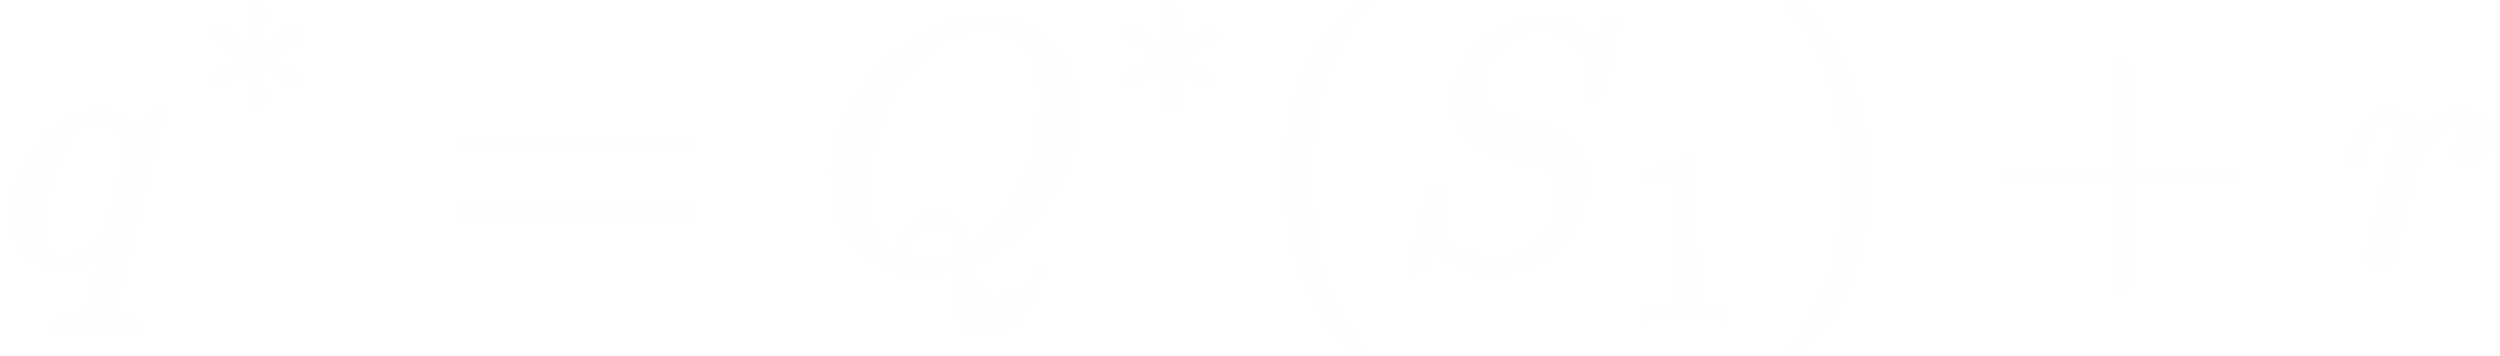 q* = Q*(S₁) + r